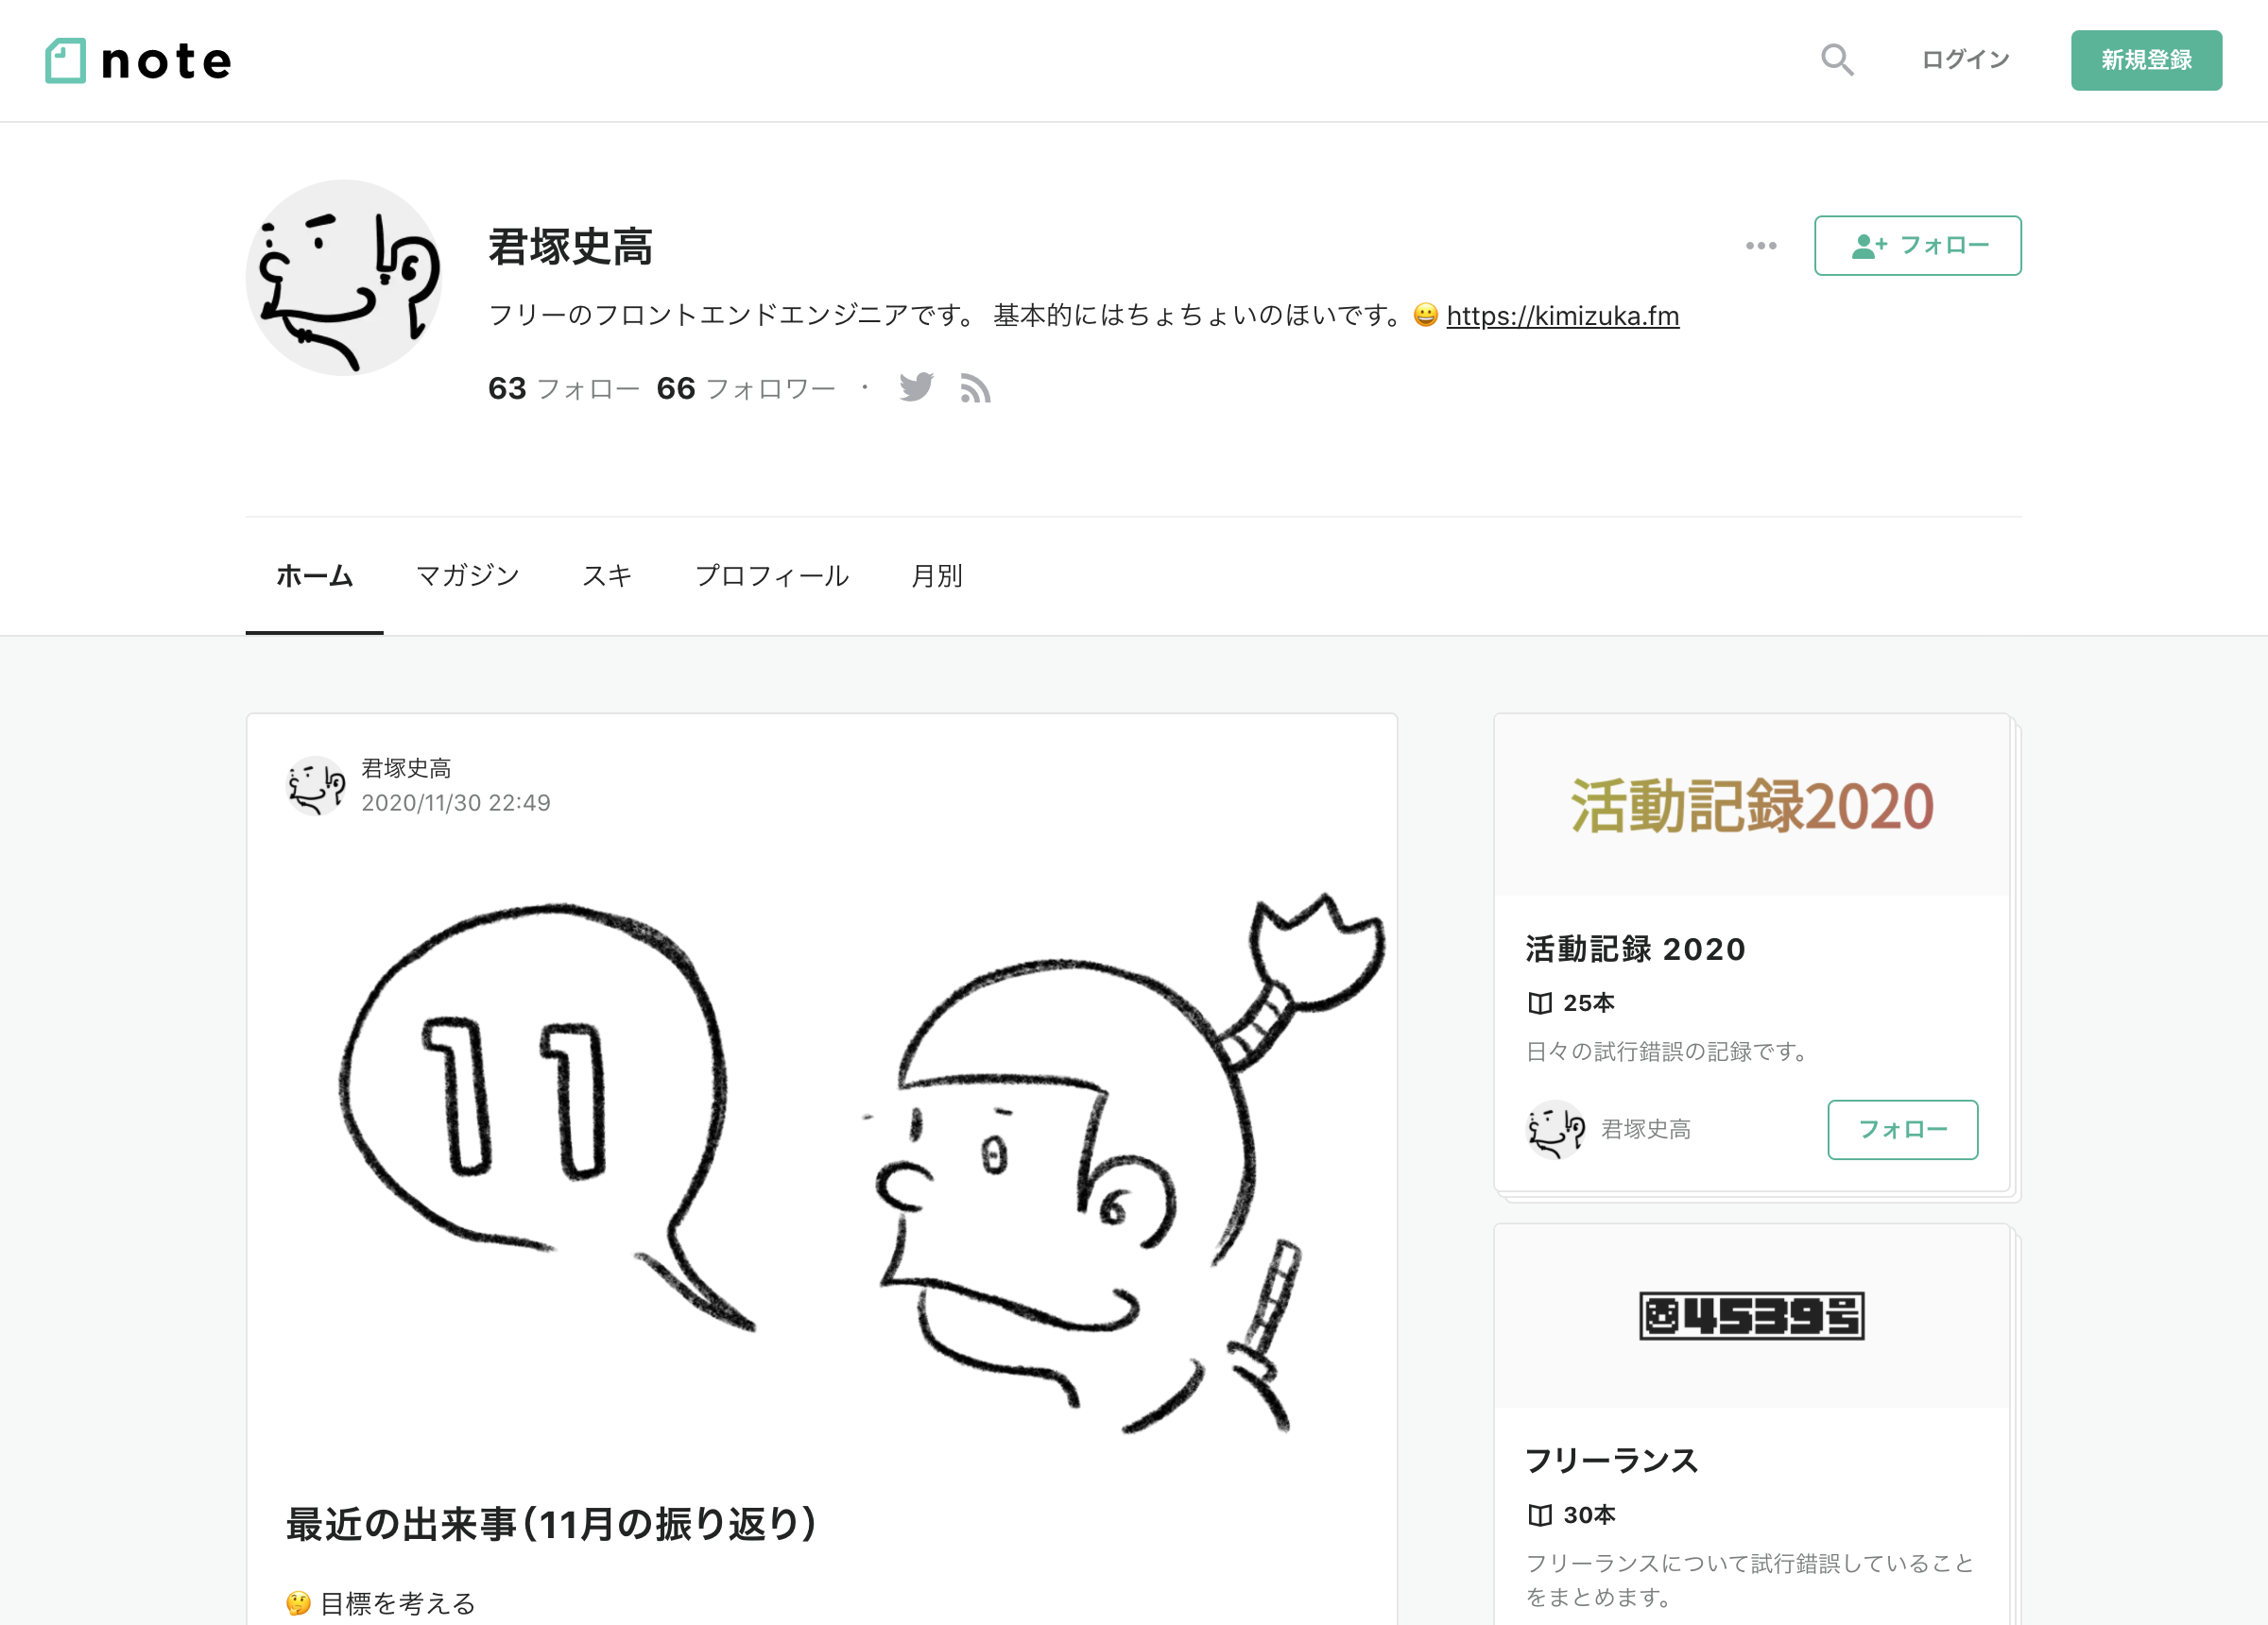 note
ログイン
新規登録
君塚史高
フォロー
フリーのフロントエンドエンジニアです。 基本的にはちょちょいのほいです。😀 https://kimizuka.fm
63 フォロー 66 フォロワー ・
ホーム マガジン スキ プロフィール 月別
君塚史高
2020/11/30 22:49
11
最近の出来事（11月の振り返り）
🤔 目標を考える
活動記録2020
活動記録 2020
25本
日々の試行錯誤の記録です。
君塚史高
フォロー
4539号
フリーランス
30本
フリーランスについて試行錯誤していること
をまとめます。